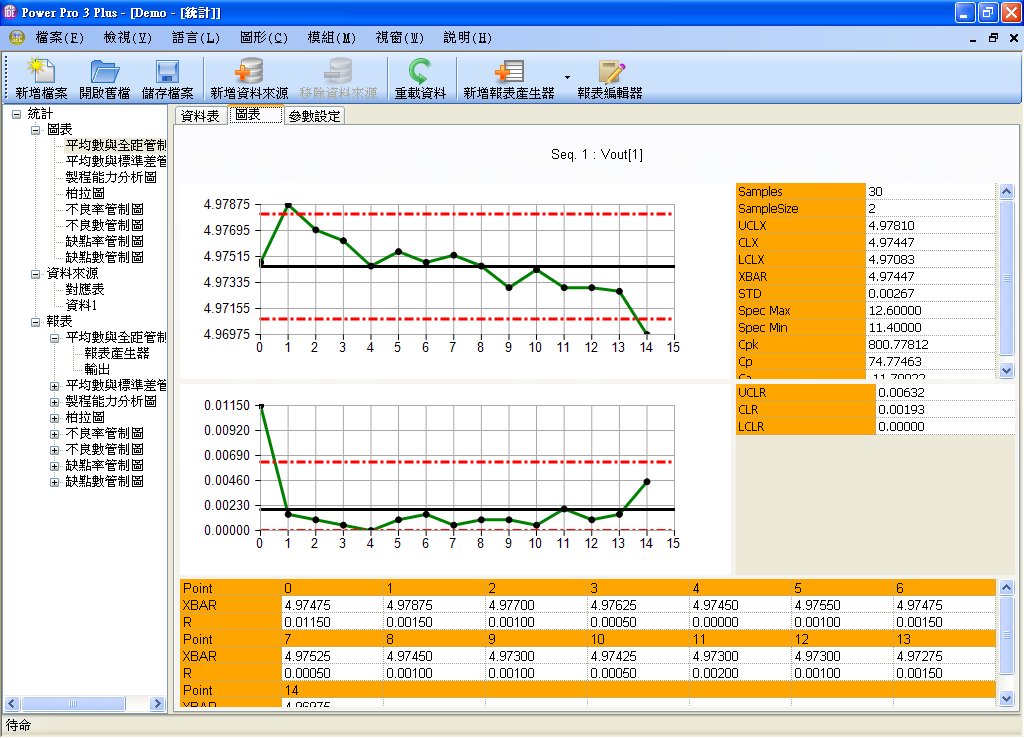 Power Pro 3 Plus - [Demo - [統計]]
檔案(F) 檢視(V) 語言(L) 圖形(C) 模組(M) 視窗(W) 說明(H)
新增檔案 開啟舊檔 儲存檔案 新增資料來源 移除資料來源 重載資料 新增報表產生器 報表編輯器
統計
圖表
平均數與全距管制
平均數與標準差管
製程能力分析圖
柏拉圖
不良率管制圖
不良數管制圖
缺點率管制圖
缺點數管制圖
資料來源
對應表
資料1
報表
平均數與全距管制
報表產生器
輸出
平均數與標準差管
製程能力分析圖
柏拉圖
不良率管制圖
不良數管制圖
缺點率管制圖
缺點數管制圖
資料表 圖表 參數設定
Seq. 1 : Vout[1]
4.97875
4.97695
4.97515
4.97335
4.97155
4.96975
0 1 2 3 4 5 6 7 8 9 10 11 12 13 14 15
Samples 30
SampleSize 2
UCLX 4.97810
CLX 4.97447
LCLX 4.97083
XBAR 4.97447
STD 0.00267
Spec Max 12.60000
Spec Min 11.40000
Cpk 800.77812
Cp 74.77463
0.01150
0.00920
0.00690
0.00460
0.00230
0.00000
0 1 2 3 4 5 6 7 8 9 10 11 12 13 14 15
UCLR 0.00632
CLR 0.00193
LCLR 0.00000
Point 0 1 2 3 4 5 6
XBAR 4.97475 4.97875 4.97700 4.97625 4.97450 4.97550 4.97475
R 0.01150 0.00150 0.00100 0.00050 0.00000 0.00100 0.00150
Point 7 8 9 10 11 12 13
XBAR 4.97525 4.97450 4.97300 4.97425 4.97300 4.97300 4.97275
R 0.00050 0.00100 0.00100 0.00050 0.00200 0.00100 0.00150
Point 14
XBAR 4.96975
待命